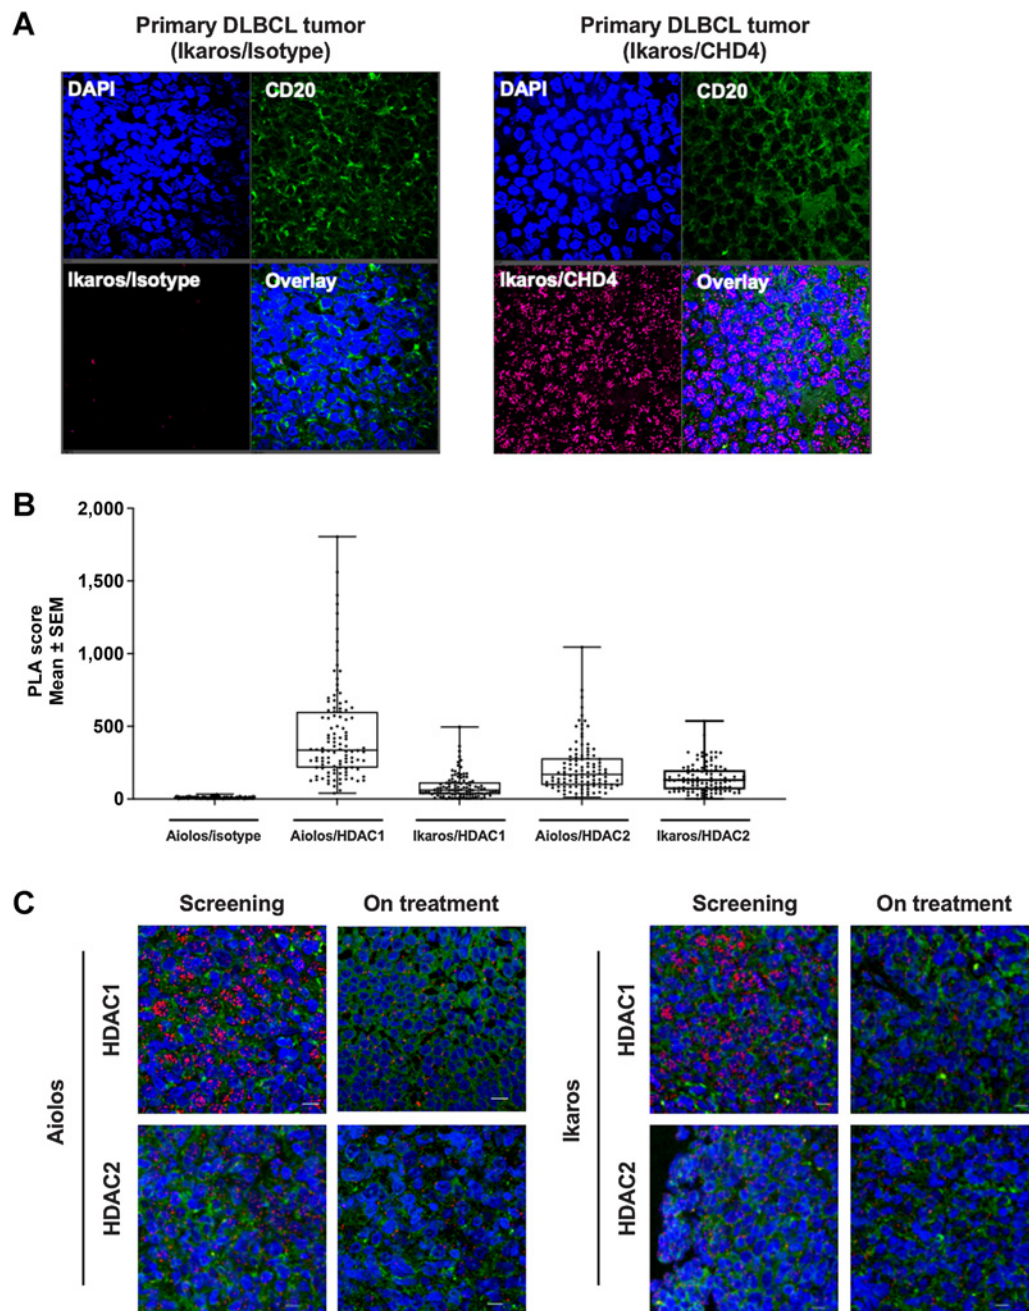 A
Primary DLBCL tumor
(Ikaros/Isotype)
Primary DLBCL tumor
(Ikaros/CHD4)
DAPI
CD20
DAPI
CD20
Ikaros/Isotype
Overlay
Ikaros/CHD4
Overlay
B
PLA score
Mean ± SEM
2,000
1,500
1,000
500
0
Aiolos/isotype
Aiolos/HDAC1
Ikaros/HDAC1
Aiolos/HDAC2
Ikaros/HDAC2
C
Screening
On treatment
Screening
On treatment
Aiolos
HDAC1
HDAC2
Ikaros
HDAC1
HDAC2